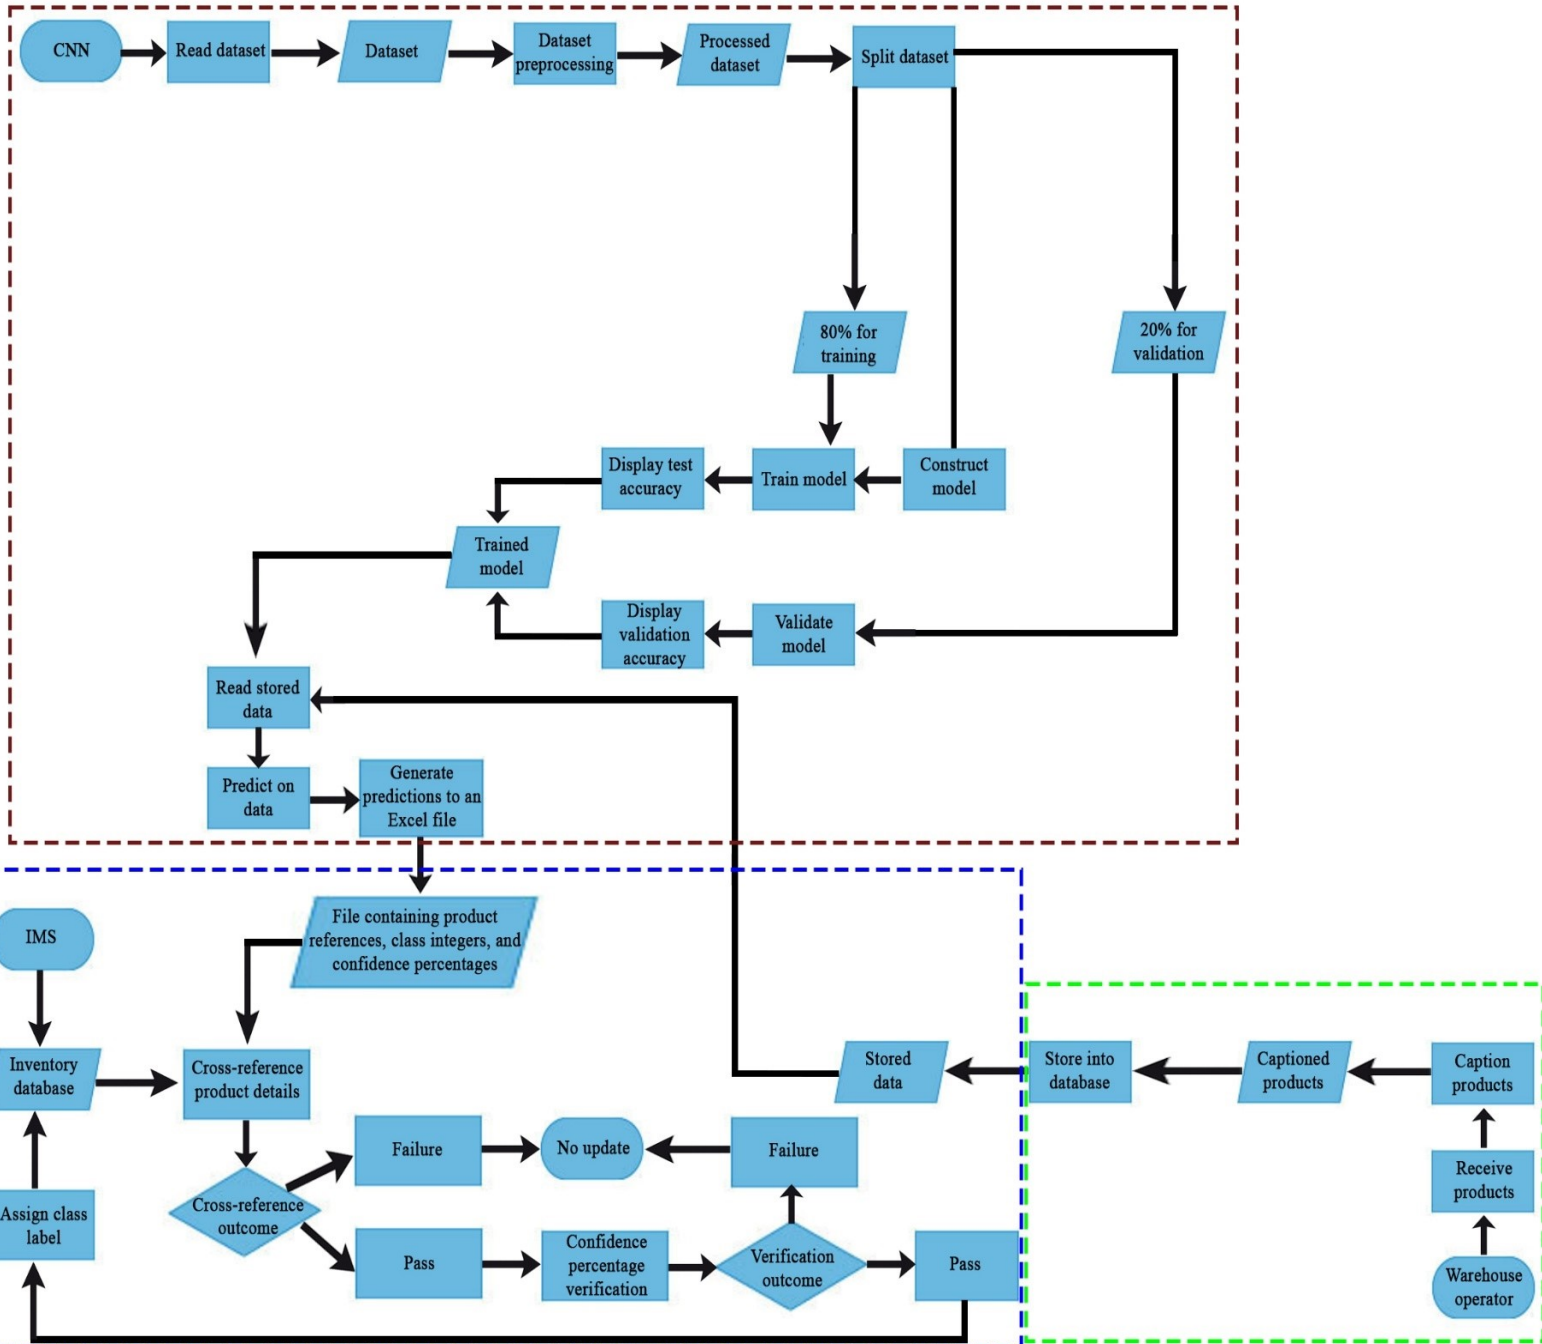 CNN
Read dataset
Dataset
Dataset
preprocessing
Processed
dataset
Split dataset
80% for
training
20% for
validation
Display test
accuracy
Train model
Construct
model
Trained
model
Display
validation
accuracy
Validate
model
Read stored
data
Predict on
data
Generate
predictions to an
Excel file
File containing product
references, class integers, and
confidence percentages
IMS
Inventory
database
Cross-reference
product details
Stored
data
Store into
database
Captioned
products
Caption
products
Failure
No update
Failure
Receive
products
Assign class
label
Cross-reference
outcome
Pass
Confidence
percentage
verification
Verification
outcome
Pass
Warehouse
operator